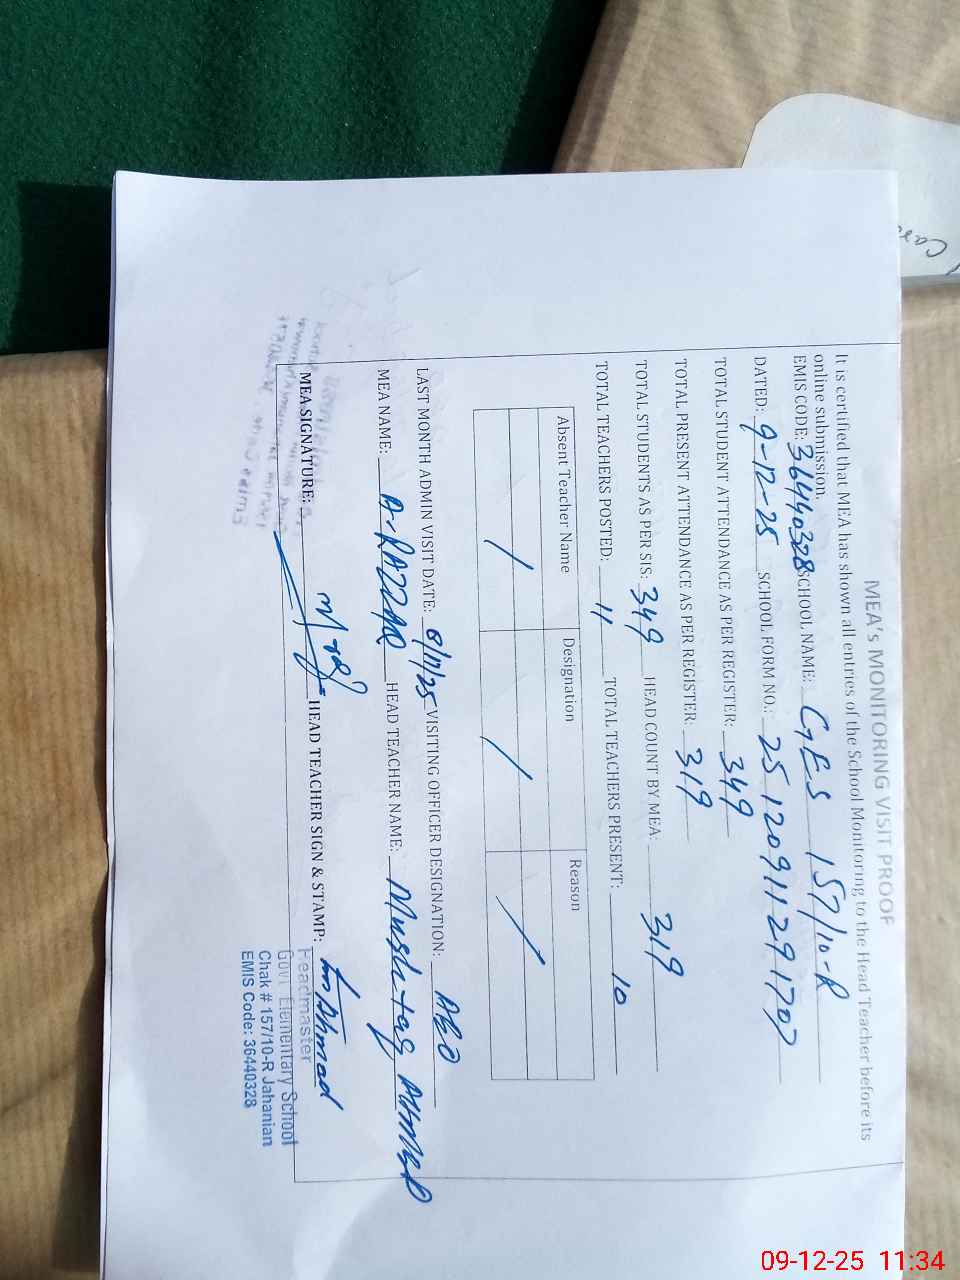 MEA's MONITORING VISIT PROOF
It is certified that MEA has shown all entries of the School Monitoring to the Head Teacher before its
online submission.
EMIS CODE: 36440328 SCHOOL NAME: GES 157/10-R
DATED: 9-12-25 SCHOOL FORM NO.: 25 120911291707
TOTAL STUDENT ATTENDANCE AS PER REGISTER: 349
TOTAL PRESENT ATTENDANCE AS PER REGISTER: 319
TOTAL STUDENTS AS PER SIS: 349 HEAD COUNT BY MEA: 319
TOTAL TEACHERS POSTED: 11 TOTAL TEACHERS PRESENT: 10
Absent Teacher Name Designation Reason
LAST MONTH ADMIN VISIT DATE: 8/11/25 VISITING OFFICER DESIGNATION: AEO
MEA NAME: A-RAZZAQ HEAD TEACHER NAME: Mushtaq AHMED
MEA SIGNATURE: HEAD TEACHER SIGN & STAMP: Ahmad
Headmaster
Govt. Elementary School
Chak # 157/10-R Jahanian
EMIS Code: 36440328
09-12-25 11:34